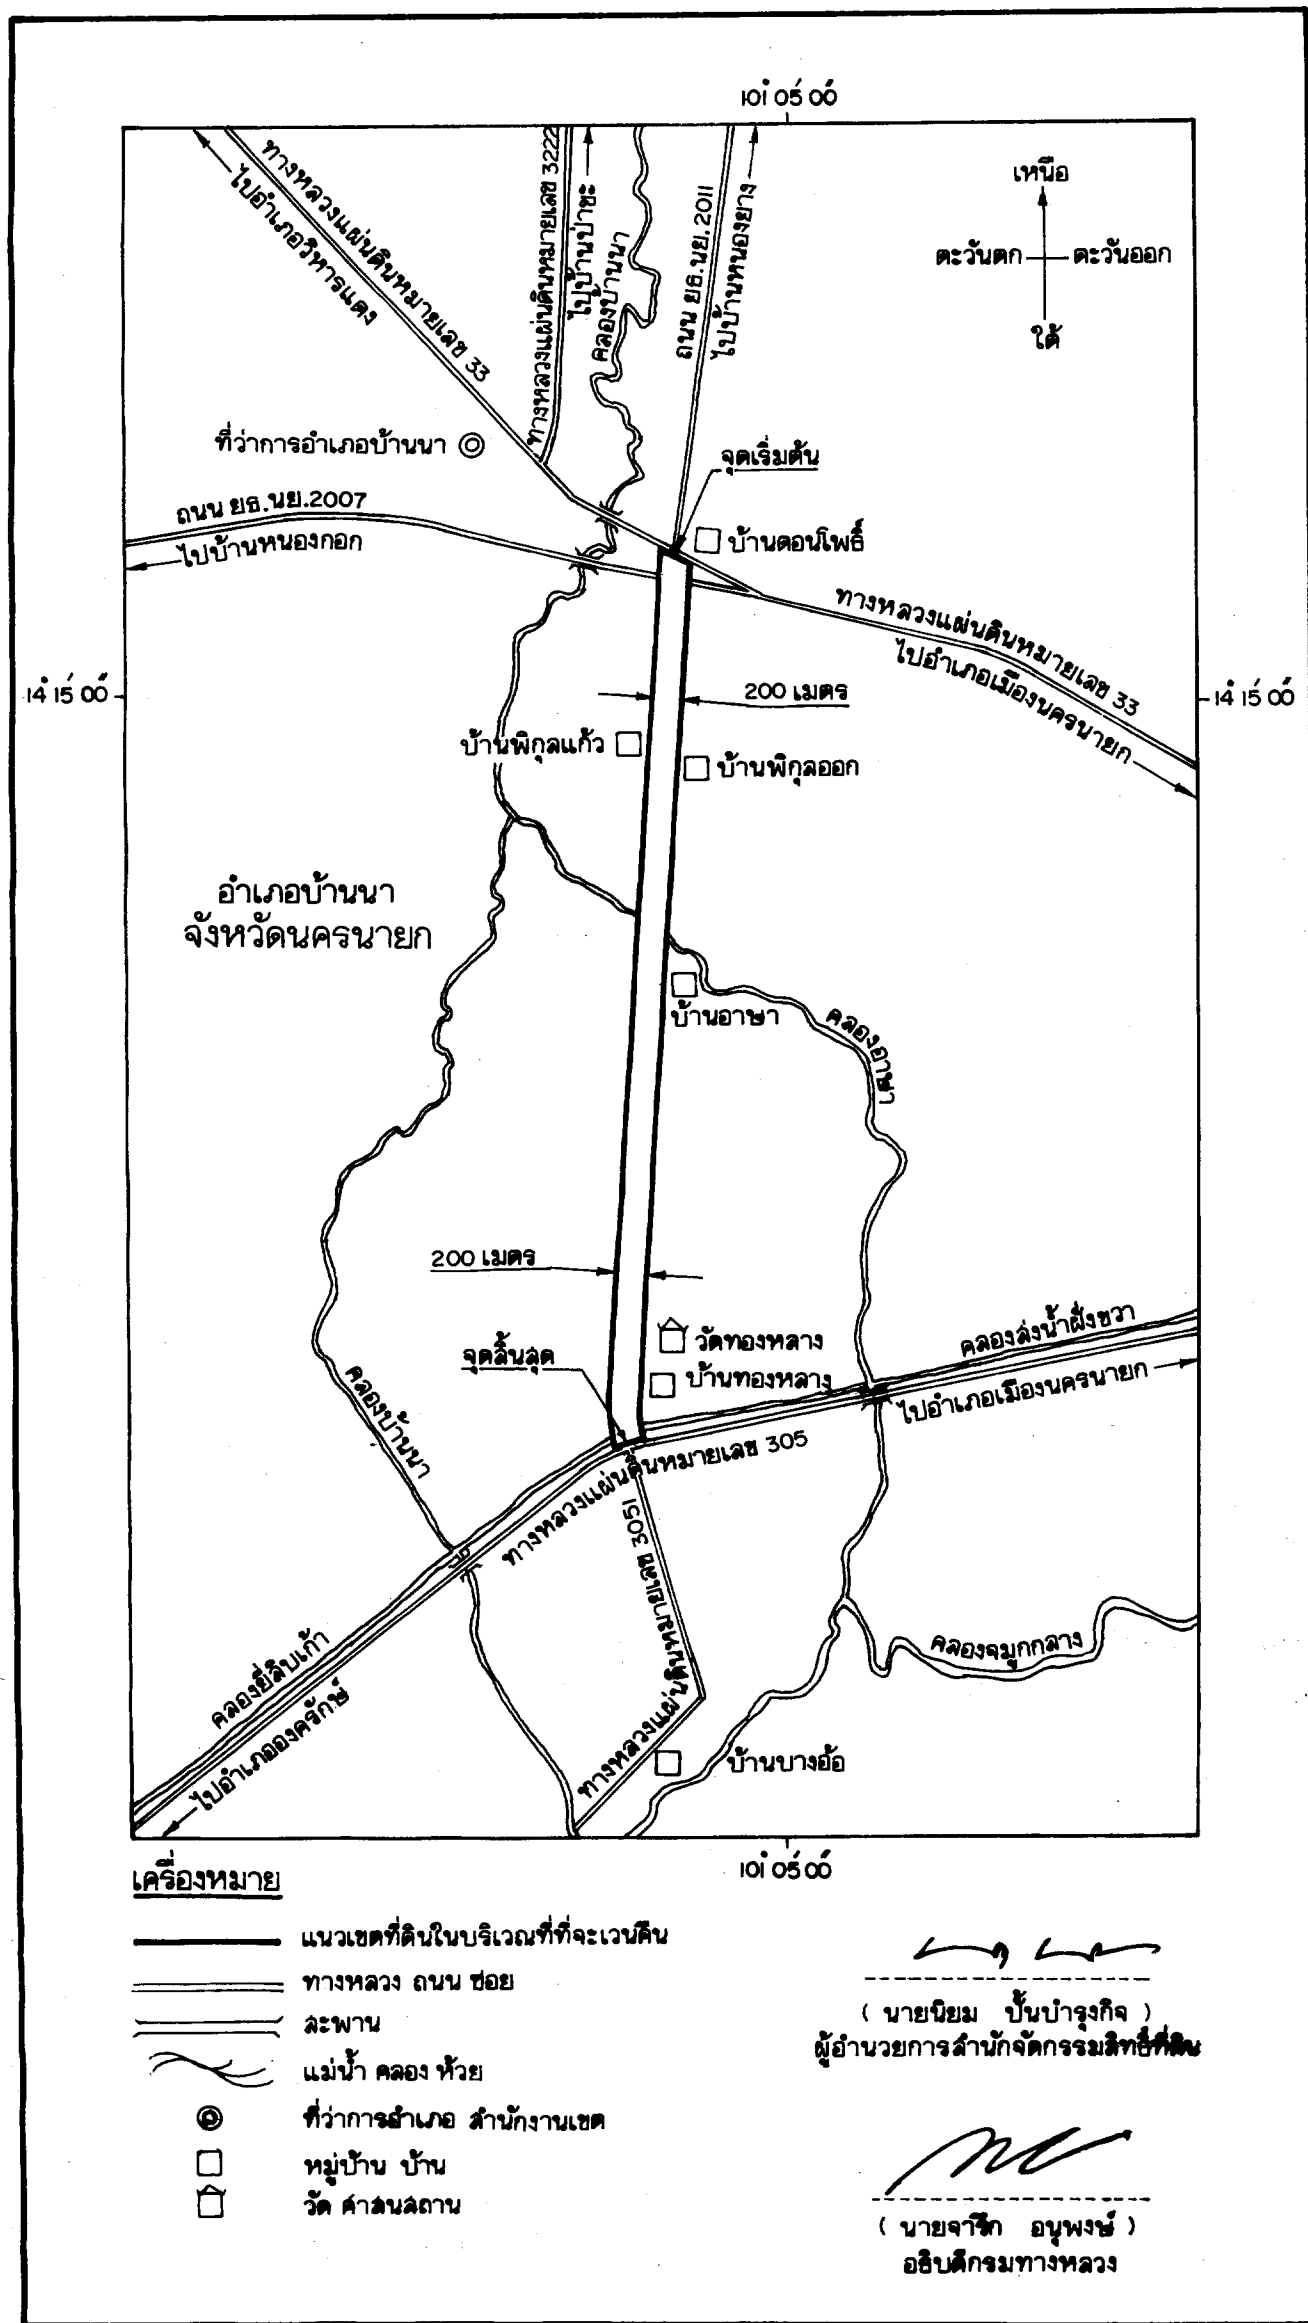 101° 05' 00"
เหนือ
ตะวันตก
ตะวันออก
ใต้
ทางหลวงแผ่นดินหมายเลข 33
ไปอำเภอวิหารแดง
ทางหลวงแผ่นดินหมายเลข 3222
ไปบ้านป่าขะ
คลองบ้านนา
ถนน ยธ.นย.2011
ไปบ้านหนองยาง
ที่ว่าการอำเภอบ้านนา
จุดเริ่มต้น
ถนน ยธ.นย.2007
ไปบ้านหนองกอก
บ้านดอนโพธิ์
ทางหลวงแผ่นดินหมายเลข 33
ไปอำเภอเมืองนครนายก
14° 15' 00"
200 เมตร
14° 15' 00"
บ้านพิกุลแก้ว
บ้านพิกุลออก
อำเภอบ้านนา
จังหวัดนครนายก
บ้านอาษา
คลองอาษา
200 เมตร
วัดทองหลาง
จุดสิ้นสุด
บ้านทองหลาง
คลองส่งน้ำฝั่งขวา
ไปอำเภอเมืองนครนายก
คลองบ้านนา
ทางหลวงแผ่นดินหมายเลข 305
ทางหลวงแผ่นดินหมายเลข 3051
คลองยี่สิบเก้า
ไปอำเภอองครักษ์
คลองจมูกกลาง
บ้านบางอ้อ
101° 05' 00"
เครื่องหมาย
แนวเขตที่ดินในบริเวณที่ที่จะเวนคืน
ทางหลวง ถนน ซอย
สะพาน
แม่น้ำ คลอง ห้วย
ที่ว่าการอำเภอ สำนักงานเขต
หมู่บ้าน บ้าน
วัด ศาสนสถาน
( นายนิยม ปั้นบำรุงกิจ )
ผู้อำนวยการสำนักจัดกรรมสิทธิ์ที่ดิน
( นายจาริก อนุพงษ์ )
อธิบดีกรมทางหลวง